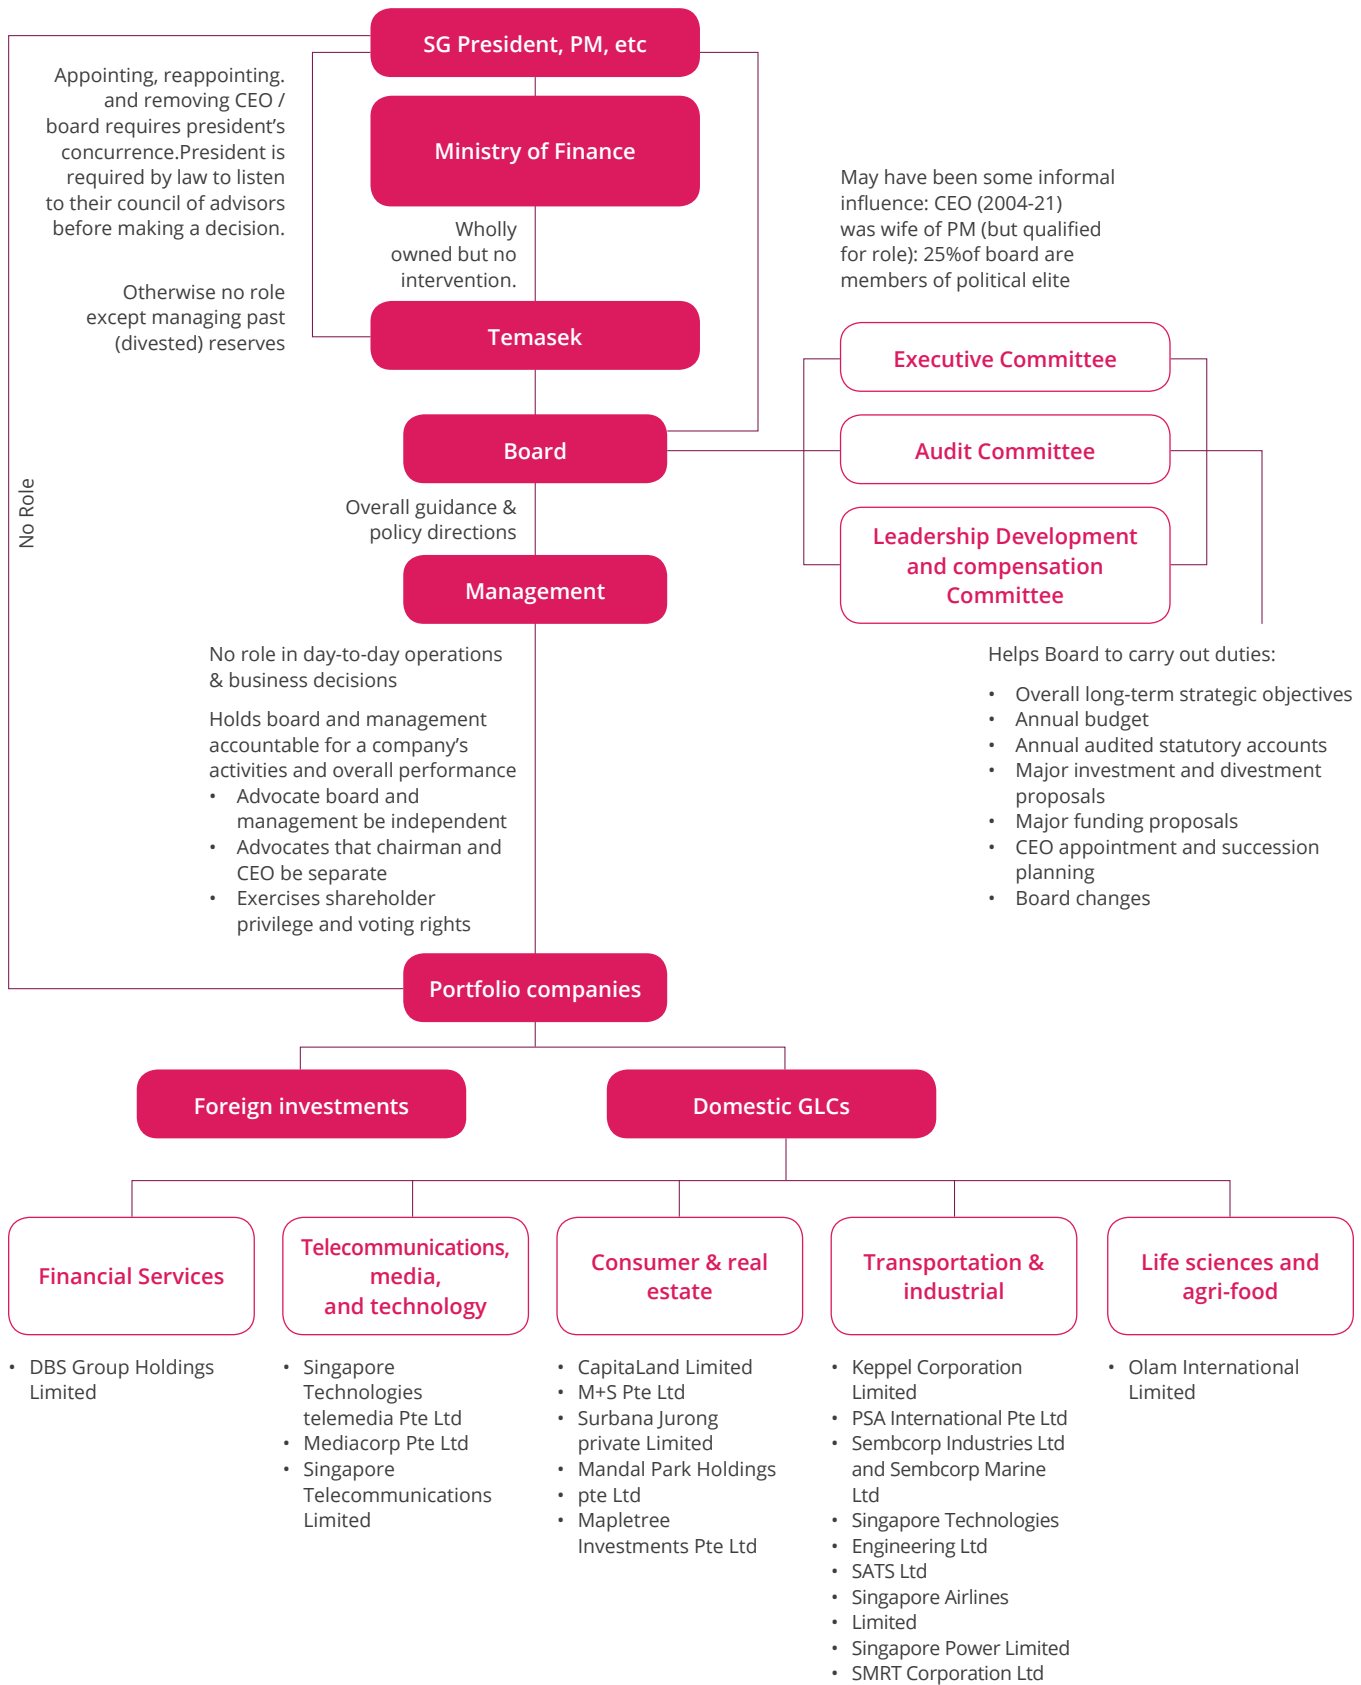 SG President, PM, etc
Appointing, reappointing.
and removing CEO /
board requires president's
concurrence.President is
required by law to listen
to their council of advisors
before making a decision.
Otherwise no role
except managing past
(divested) reserves
Ministry of Finance
Wholly
owned but no
intervention.
May have been some informal
influence: CEO (2004-21)
was wife of PM (but qualified
for role): 25%of board are
members of political elite
Temasek
Executive Committee
Board
Audit Committee
No Role
Overall guidance &
policy directions
Leadership Development
and compensation
Committee
Management
No role in day-to-day operations
& business decisions
Holds board and management
accountable for a company's
activities and overall performance
• Advocate board and
management be independent
• Advocates that chairman and
CEO be separate
• Exercises shareholder
privilege and voting rights
Helps Board to carry out duties:
• Overall long-term strategic objectives
• Annual budget
• Annual audited statutory accounts
• Major investment and divestment
proposals
• Major funding proposals
• CEO appointment and succession
planning
• Board changes
Portfolio companies
Foreign investments
Domestic GLCs
Financial Services
• DBS Group Holdings
Limited
Telecommunications,
media,
and technology
• Singapore
Technologies
telemedia Pte Ltd
• Mediacorp Pte Ltd
• Singapore
Telecommunications
Limited
Consumer & real
estate
• CapitaLand Limited
• M+S Pte Ltd
• Surbana Jurong
private Limited
• Mandal Park Holdings
• pte Ltd
• Mapletree
Investments Pte Ltd
Transportation &
industrial
• Keppel Corporation
Limited
• PSA International Pte Ltd
• Sembcorp Industries Ltd
and Sembcorp Marine
Ltd
• Singapore Technologies
• Engineering Ltd
• SATS Ltd
• Singapore Airlines
• Limited
• Singapore Power Limited
• SMRT Corporation Ltd
Life sciences and
agri-food
• Olam International
Limited